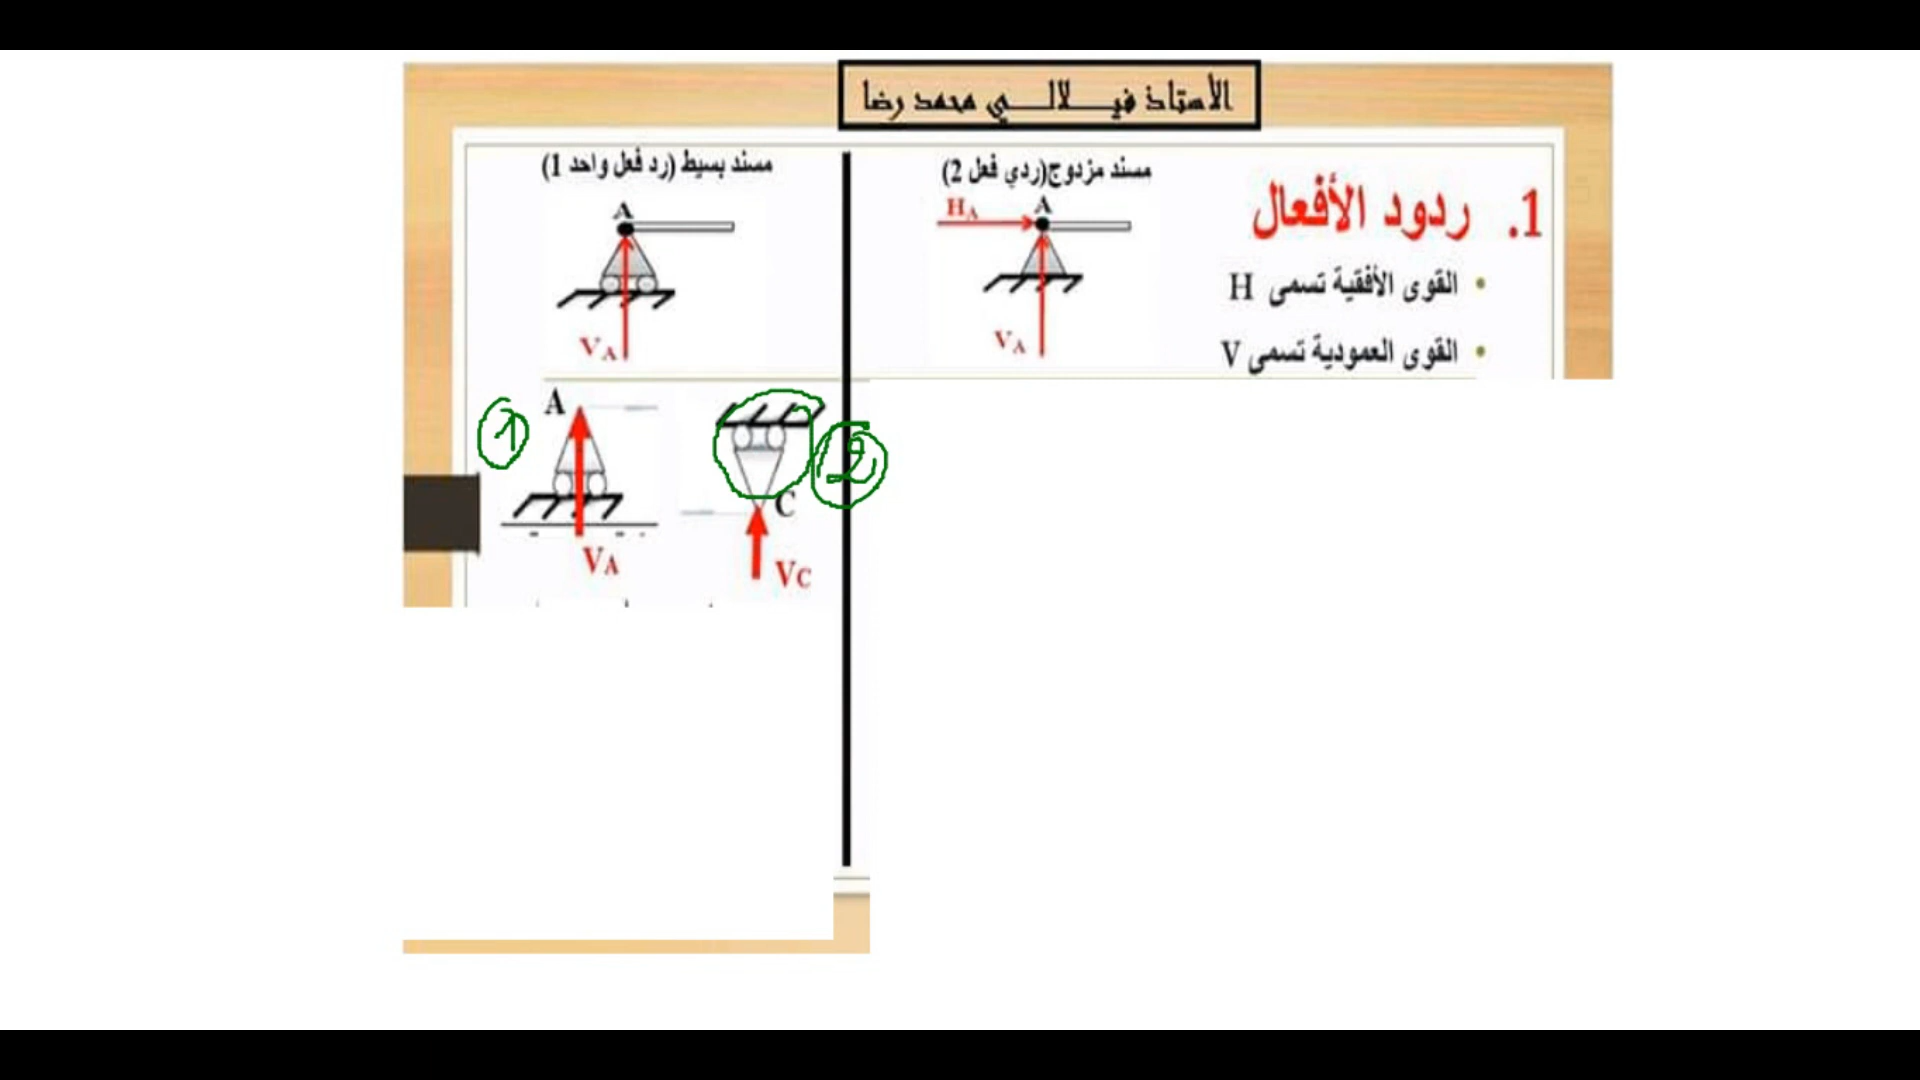 الأستاذ فيـــلالـــي محمد رضا
1. ردود الأفعال
• القوى الأفقية تسمى H
• القوى العمودية تسمى V
مسند مزدوج(ردي فعل 2)
HA
A
VA
مسند بسيط (رد فعل واحد 1)
A
VA
1
A
VA
2
C
VC